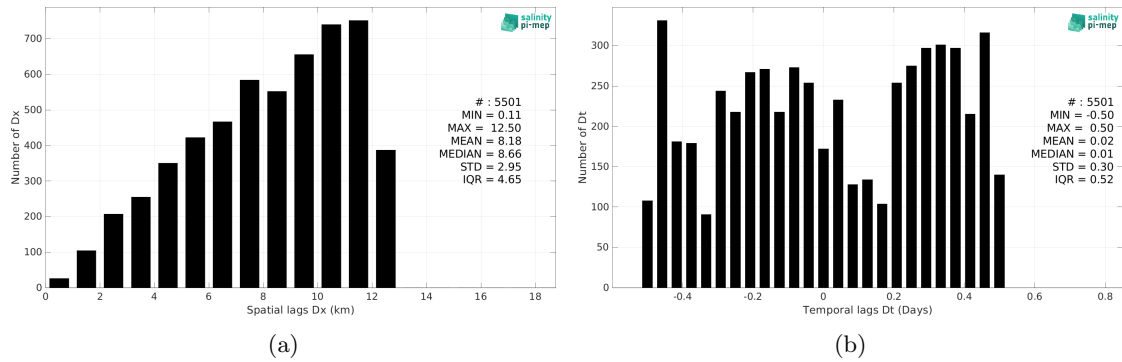 salinity
pi-mep
700
600
500
400
300
200
100
0
Number of Dx
# : 5501
MIN = 0.11
MAX = 12.50
MEAN = 8.18
MEDIAN = 8.66
STD = 2.95
IQR = 4.65
0 2 4 6 8 10 12 14 16 18
Spatial lags Dx (km)
(a)
salinity
pi-mep
300
250
200
150
100
50
0
Number of Dt
# : 5501
MIN = -0.50
MAX = 0.50
MEAN = 0.02
MEDIAN = 0.01
STD = 0.30
IQR = 0.52
-0.4 -0.2 0 0.2 0.4 0.6 0.8
Temporal lags Dt (Days)
(b)